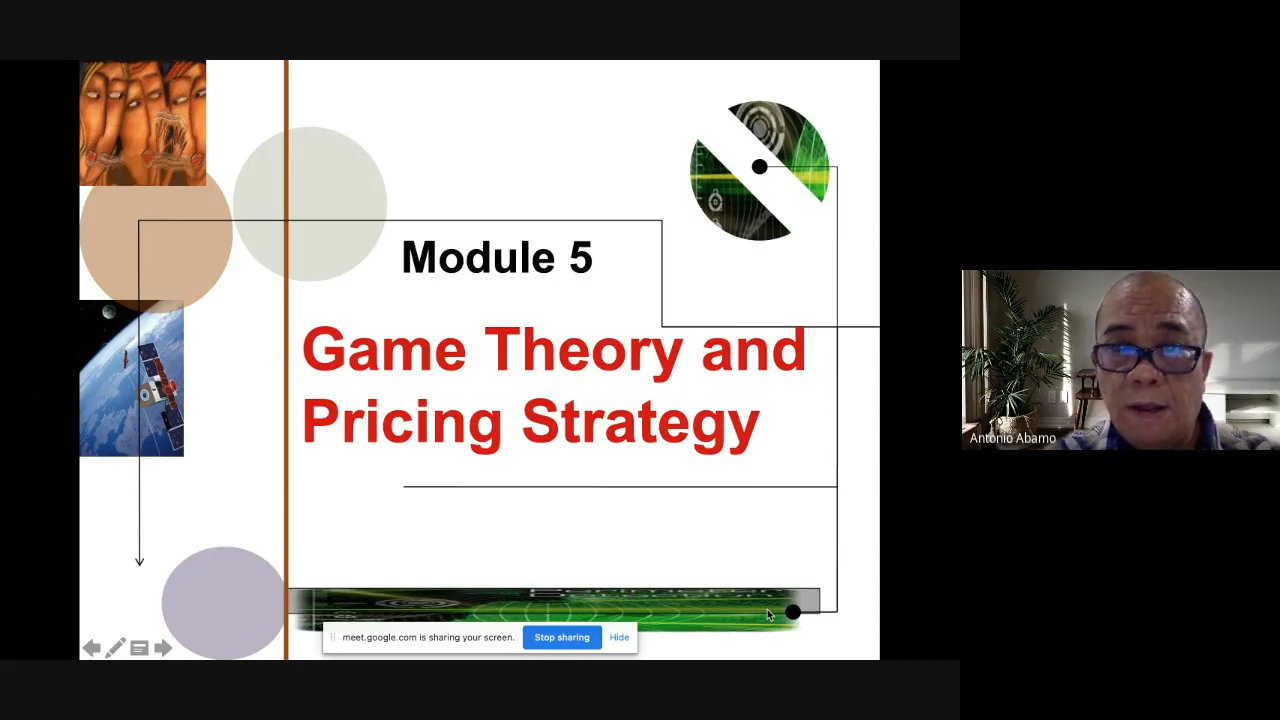 Module 5
Game Theory and
Pricing Strategy
Antonio Abamo
meet.google.com is sharing your screen. Stop sharing Hide